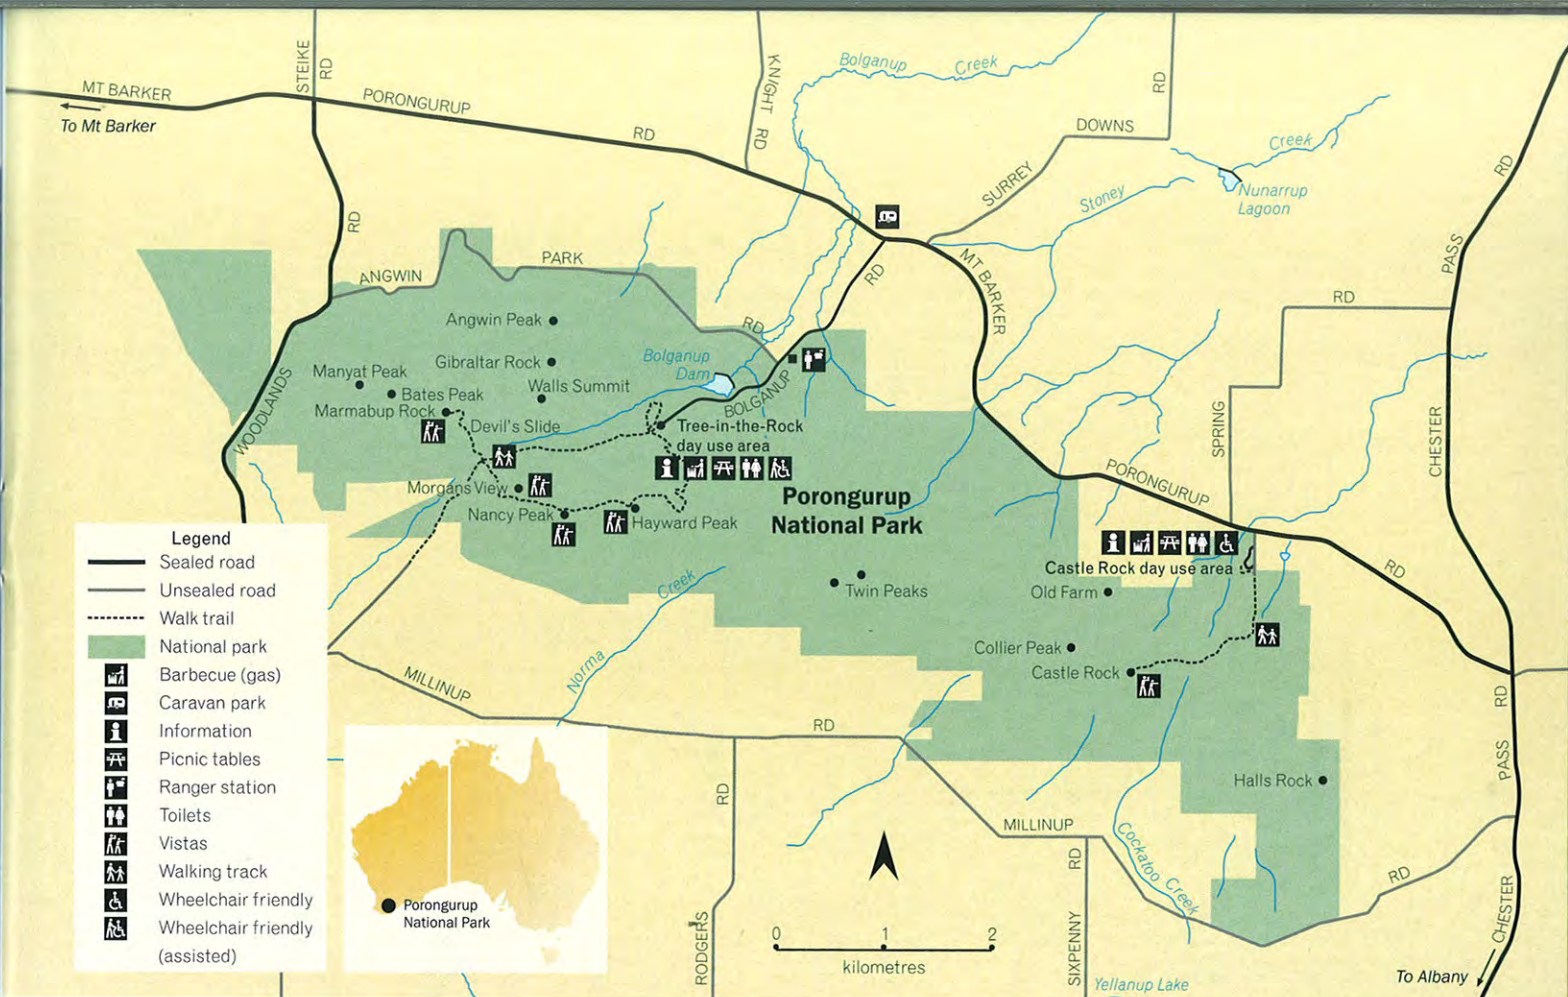 MT BARKER
To Mt Barker
STEIKE
RD
PORONGURUP
RD
KNIGHT RD
Bolganup Creek
RD
DOWNS
SURREY
Creek
Stoney
Nunarrup
Lagoon
RD
PASS
RD
ANGWIN
PARK
RD
RD
MT BARKER
RD
Angwin Peak
Gibraltar Rock
Bolganup
Dam
Manyat Peak
Bates Peak
Walls Summit
Marmabup Rock
Devil's Slide
BOLGANUP
WOODLANDS
Tree-in-the-Rock
day use area
SPRING
CHESTER
Morgans View
Nancy Peak
Hayward Peak
Porongurup
National Park
PORONGURUP
RD
Castle Rock day use area
Old Farm
Twin Peaks
Norma Creek
Collier Peak
Castle Rock
MILLINUP
RD
RD
PASS
Halls Rock
RD
MILLINUP
RD
Cockatoo Creek
RD
CHESTER
RODGERS
SIXPENNY
Yellanup Lake
To Albany
0 1 2
kilometres
Legend
Sealed road
Unsealed road
Walk trail
National park
Barbecue (gas)
Caravan park
Information
Picnic tables
Ranger station
Toilets
Vistas
Walking track
Wheelchair friendly
Wheelchair friendly
(assisted)
Porongurup
National Park